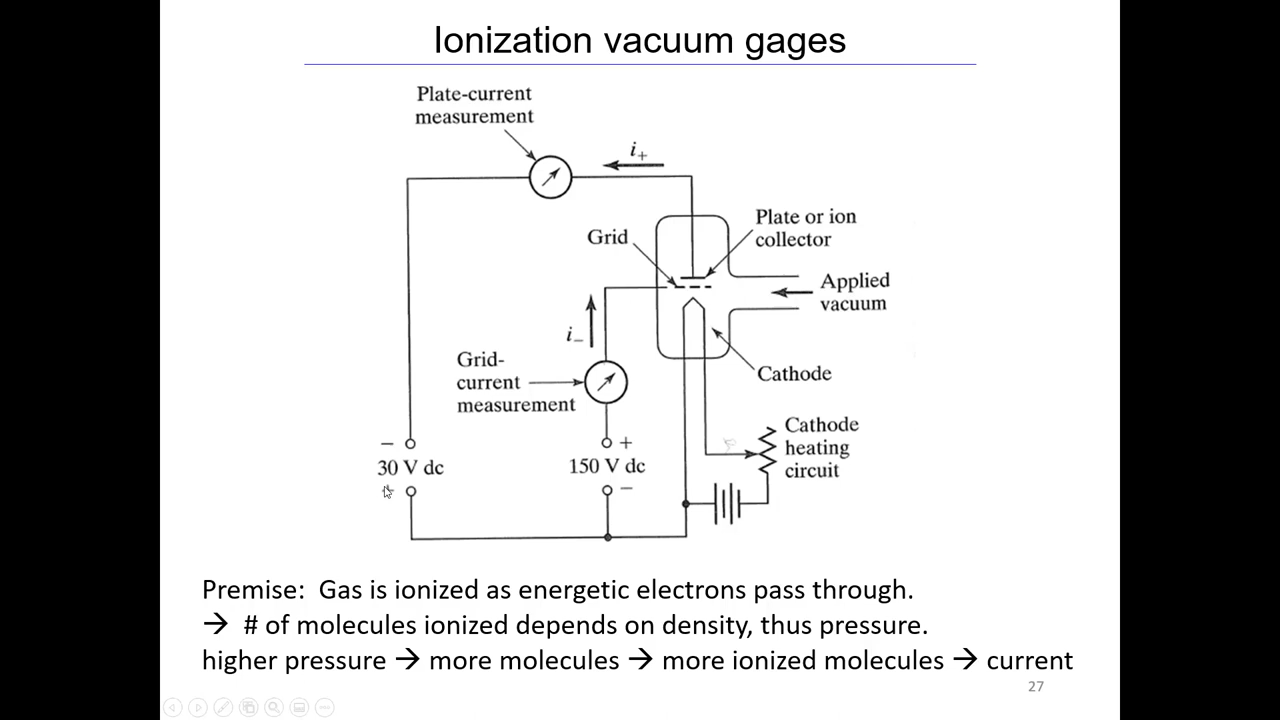 Ionization vacuum gages
Plate-current
measurement
i+
Plate or ion
collector
Grid
Applied
vacuum
i−
Grid-
current
measurement
Cathode
Cathode
heating
circuit
− +
30 V dc 150 V dc
+ −
Premise: Gas is ionized as energetic electrons pass through.
→ # of molecules ionized depends on density, thus pressure.
higher pressure → more molecules → more ionized molecules → current
27